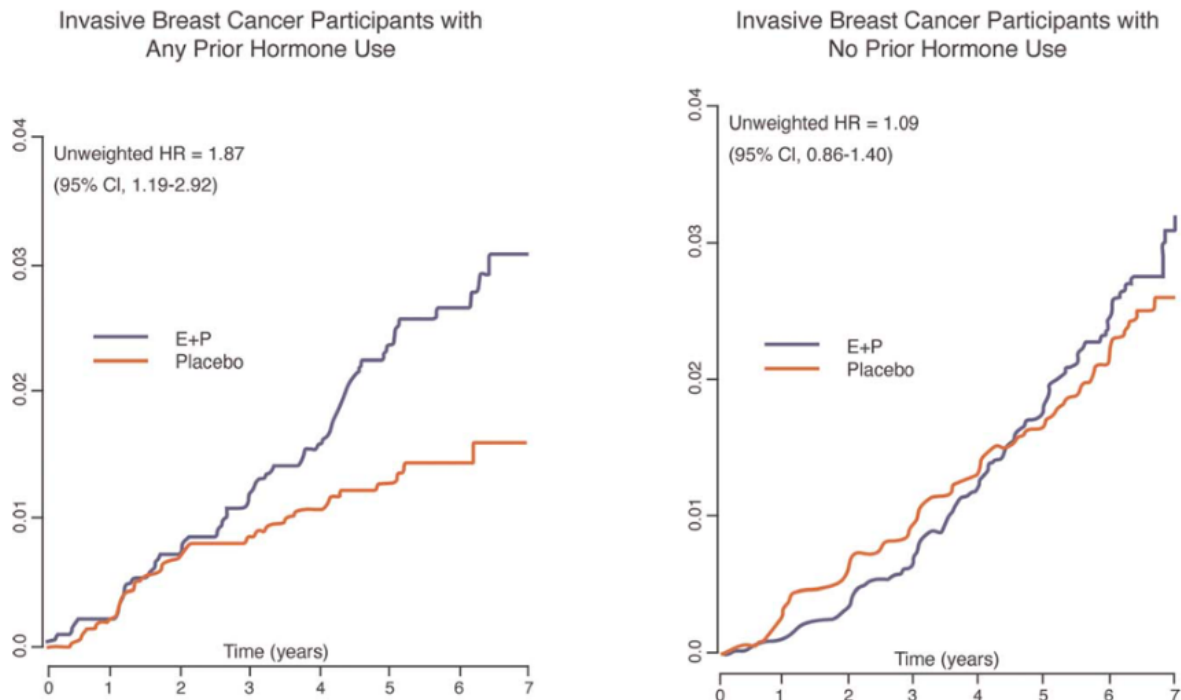 Invasive Breast Cancer Participants with
Any Prior Hormone Use
0.04
0.03
0.02
0.01
0.0
Unweighted HR = 1.87
(95% CI, 1.19-2.92)
E+P
Placebo
Time (years)
0 1 2 3 4 5 6 7
Invasive Breast Cancer Participants with
No Prior Hormone Use
0.04
0.03
0.02
0.01
0.0
Unweighted HR = 1.09
(95% CI, 0.86-1.40)
E+P
Placebo
Time (years)
0 1 2 3 4 5 6 7